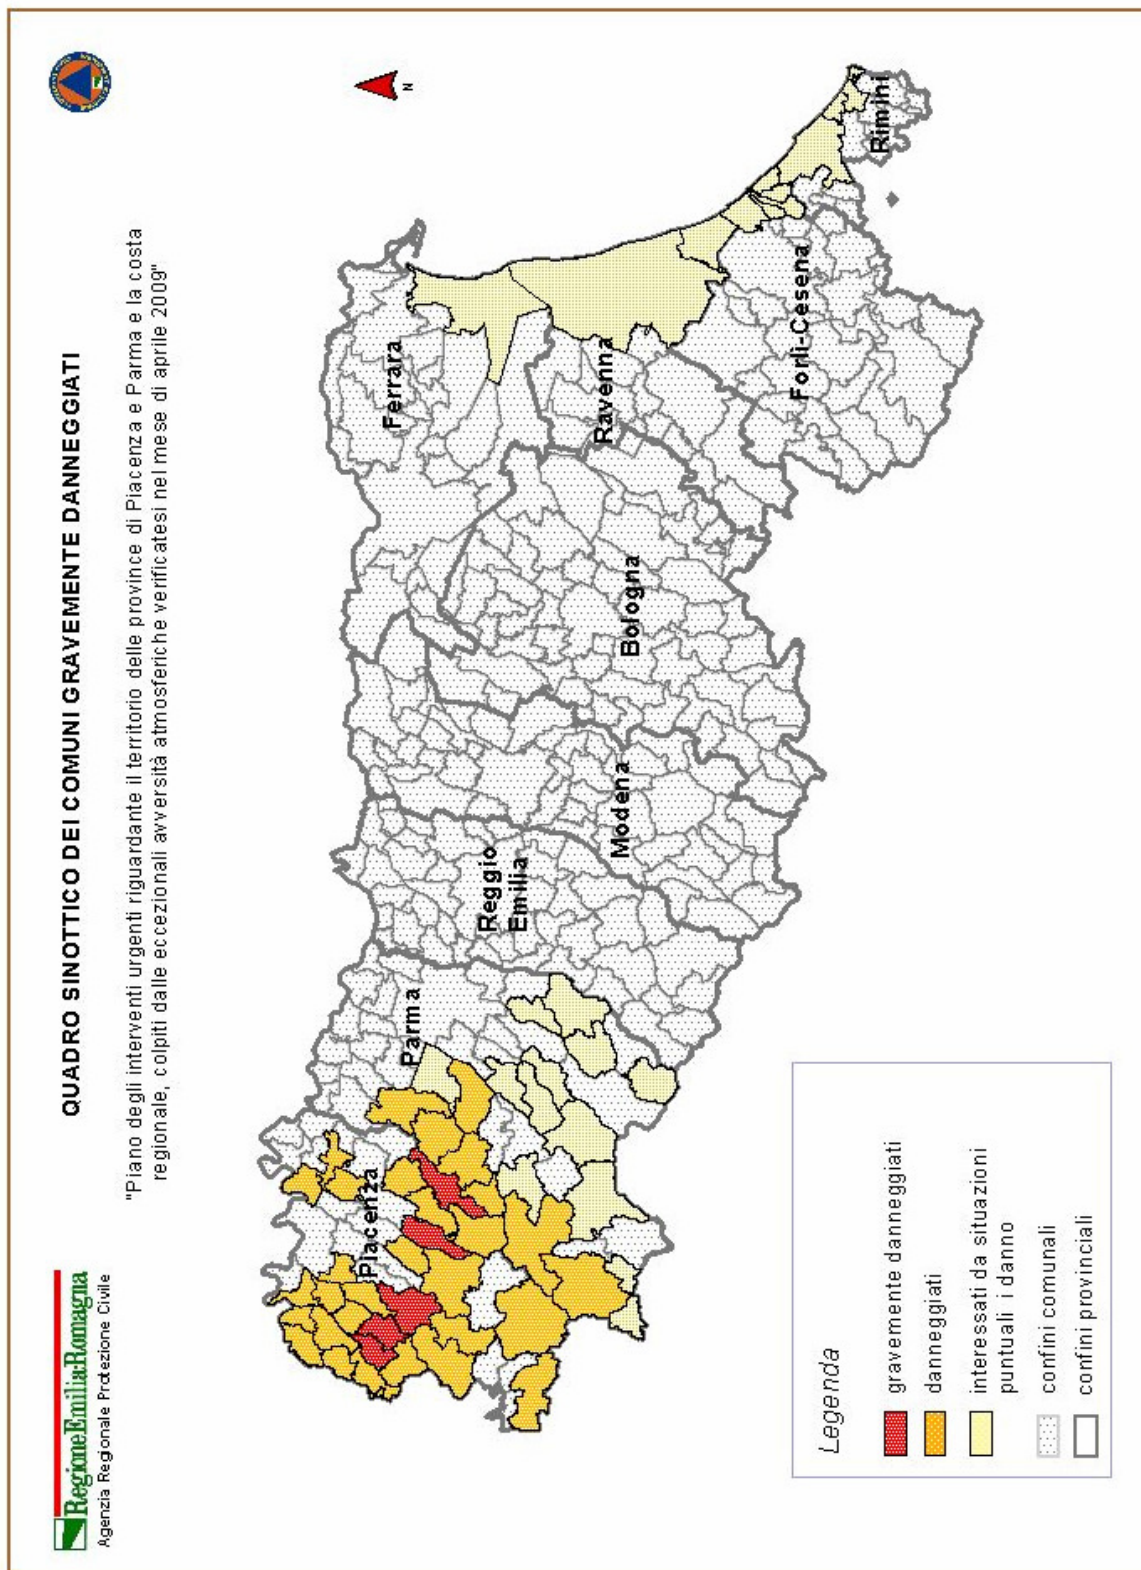 RegioneEmiliaRomagna
Agenzia Regionale Protezione Civile
QUADRO SINOTTICO DEI COMUNI GRAVEMENTE DANNEGGIATI
"Piano degli interventi urgenti riguardante il territorio delle province di Piacenza e Parma e la costa
regionale, colpiti dalle eccezionali avversità atmosferiche verificatesi nel mese di aprile 2009"
N
Piacenza
Parma
Reggio
Emilia
Modena
Bologna
Ferrara
Ravenna
Forlì-Cesena
Rimini
Legenda
gravemente danneggiati
danneggiati
interessati da situazioni
puntuali i danno
confini comunali
confini provinciali